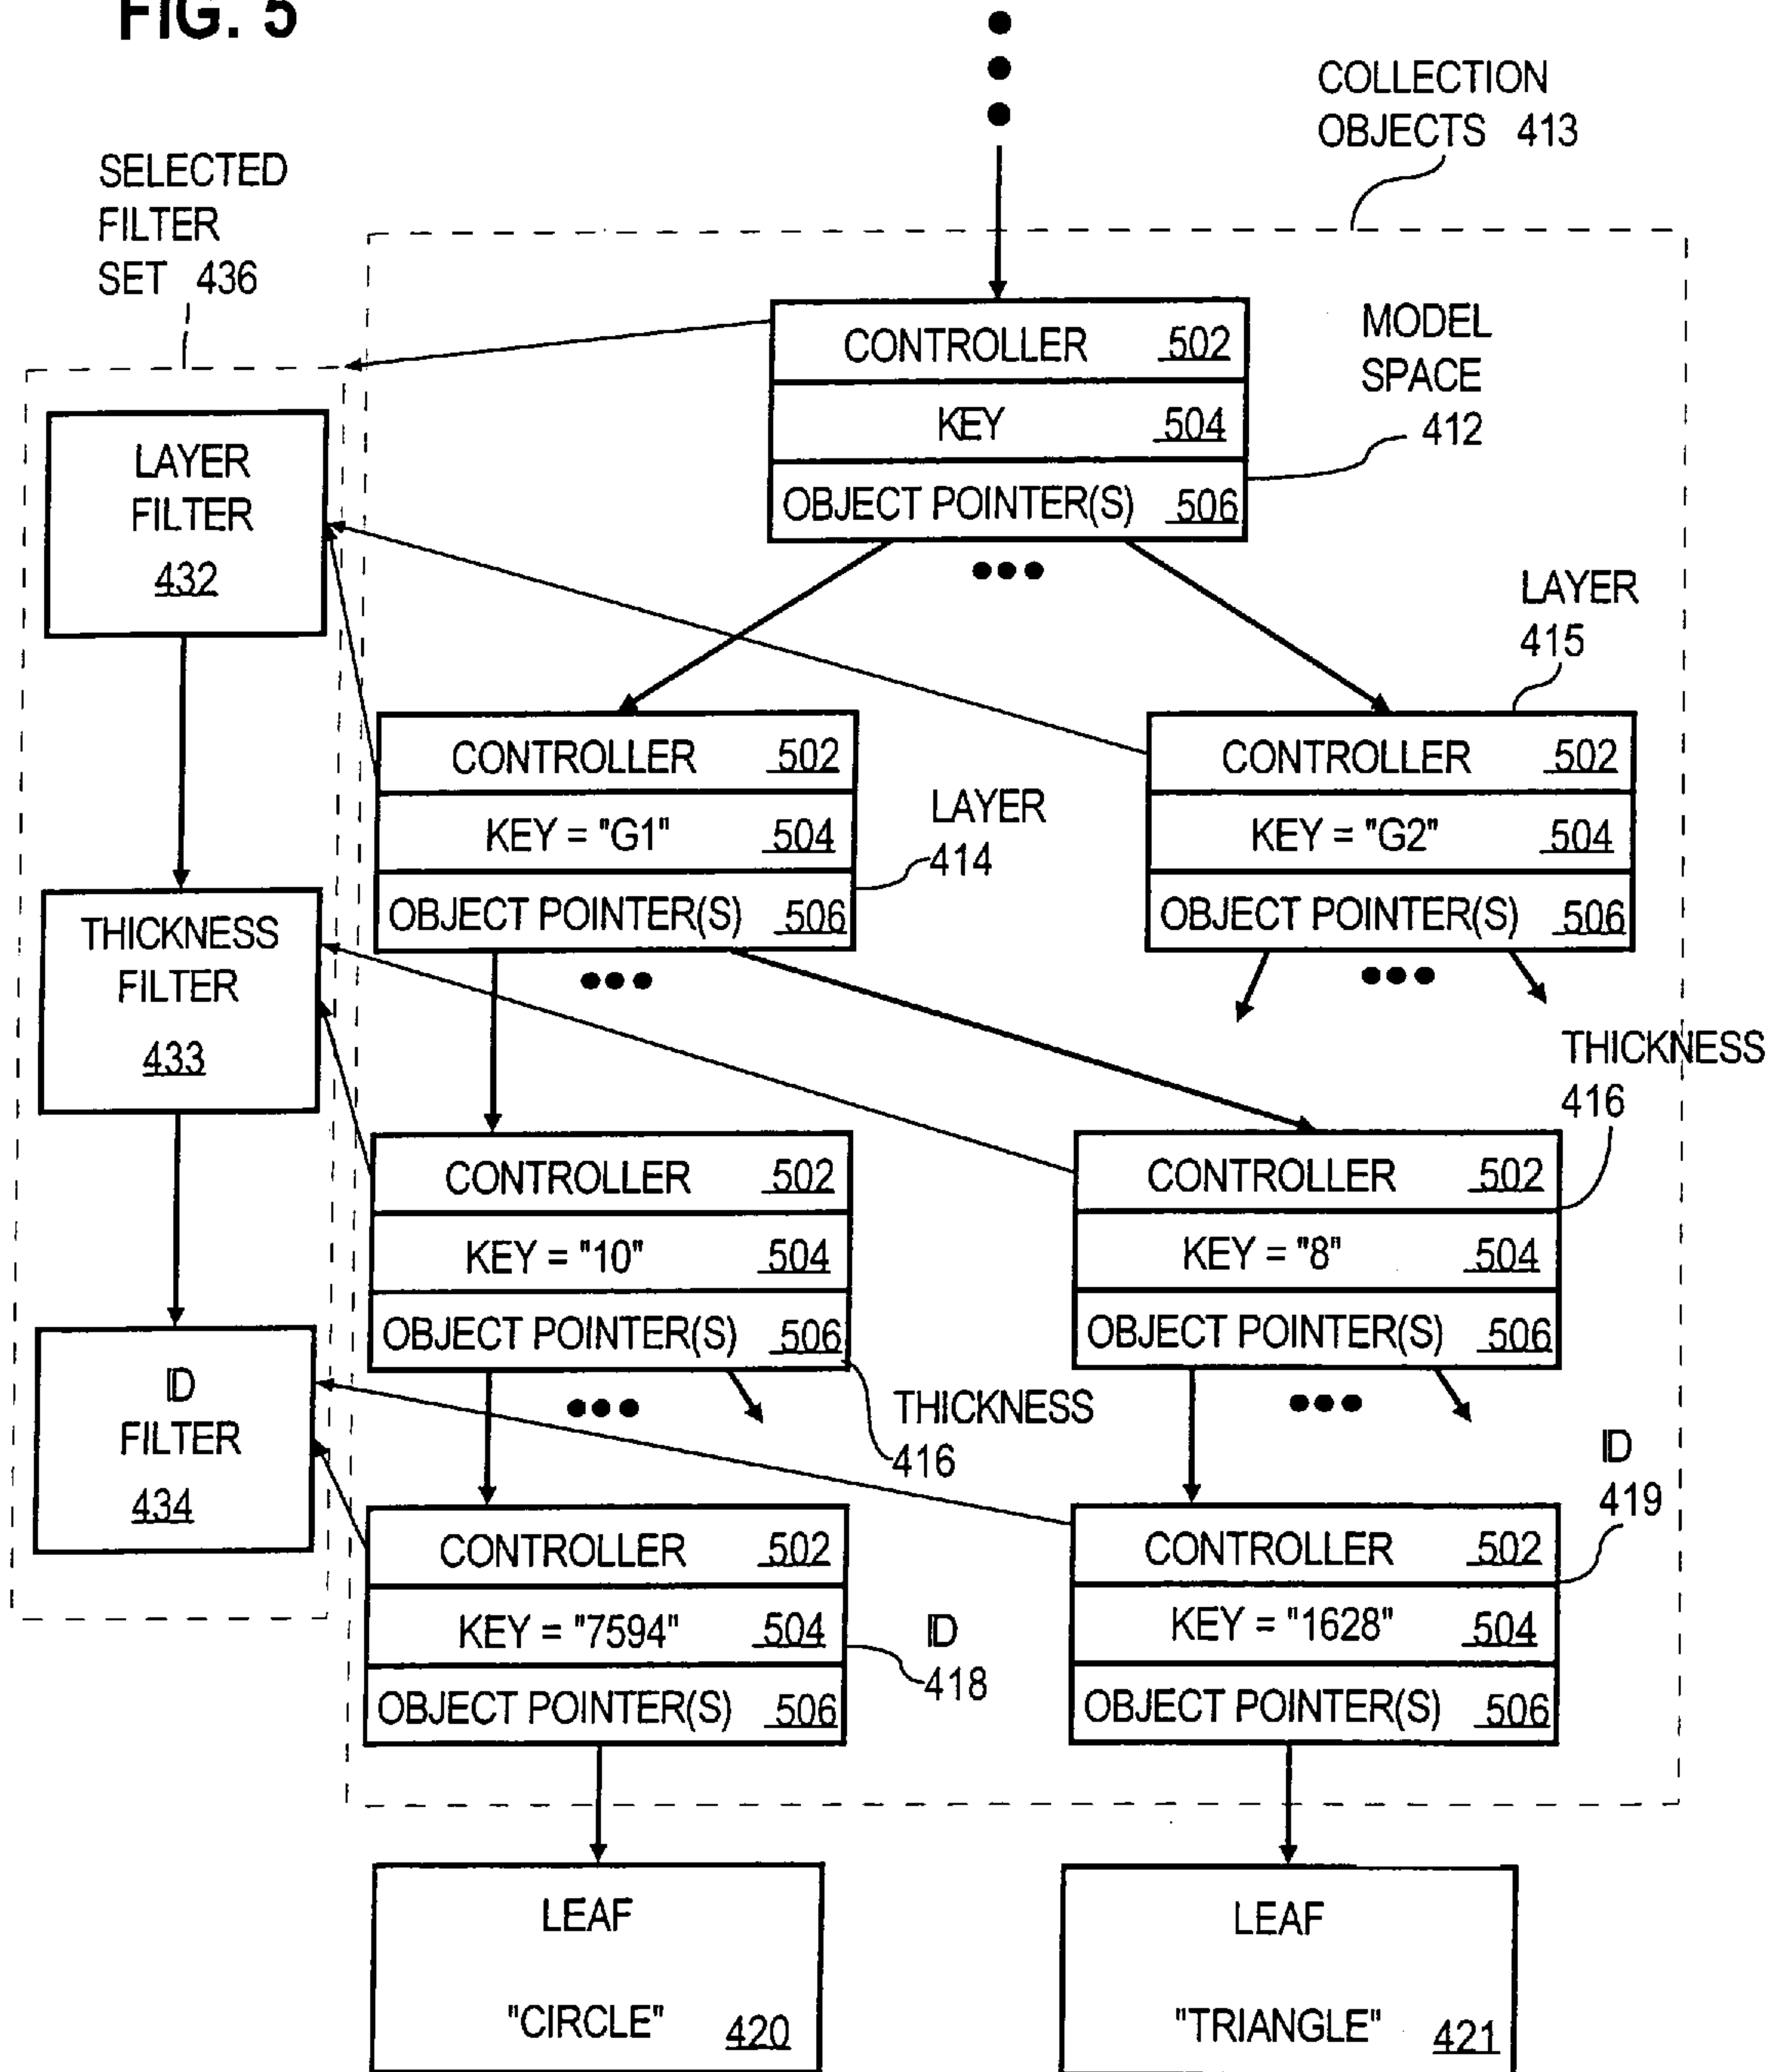 FIG. 5
COLLECTION
OBJECTS 413
SELECTED
FILTER
SET 436
CONTROLLER 502
KEY 504
OBJECT POINTER(S) 506
MODEL
SPACE
412
LAYER
FILTER
432
LAYER
415
CONTROLLER 502
KEY = "G1" 504
OBJECT POINTER(S) 506
LAYER
414
CONTROLLER 502
KEY = "G2" 504
OBJECT POINTER(S) 506
THICKNESS
FILTER
433
THICKNESS
416
CONTROLLER 502
KEY = "10" 504
OBJECT POINTER(S) 506
THICKNESS
416
CONTROLLER 502
KEY = "8" 504
OBJECT POINTER(S) 506
ID
FILTER
434
ID
419
CONTROLLER 502
KEY = "7594" 504
OBJECT POINTER(S) 506
ID
418
CONTROLLER 502
KEY = "1628" 504
OBJECT POINTER(S) 506
LEAF
"CIRCLE" 420
LEAF
"TRIANGLE" 421